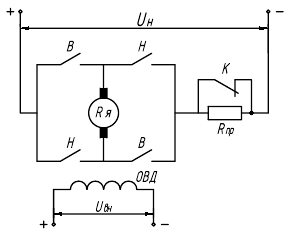 + Uн −
В Н К
Rя
Rпр
Н В
ОВД
+ Uвн −